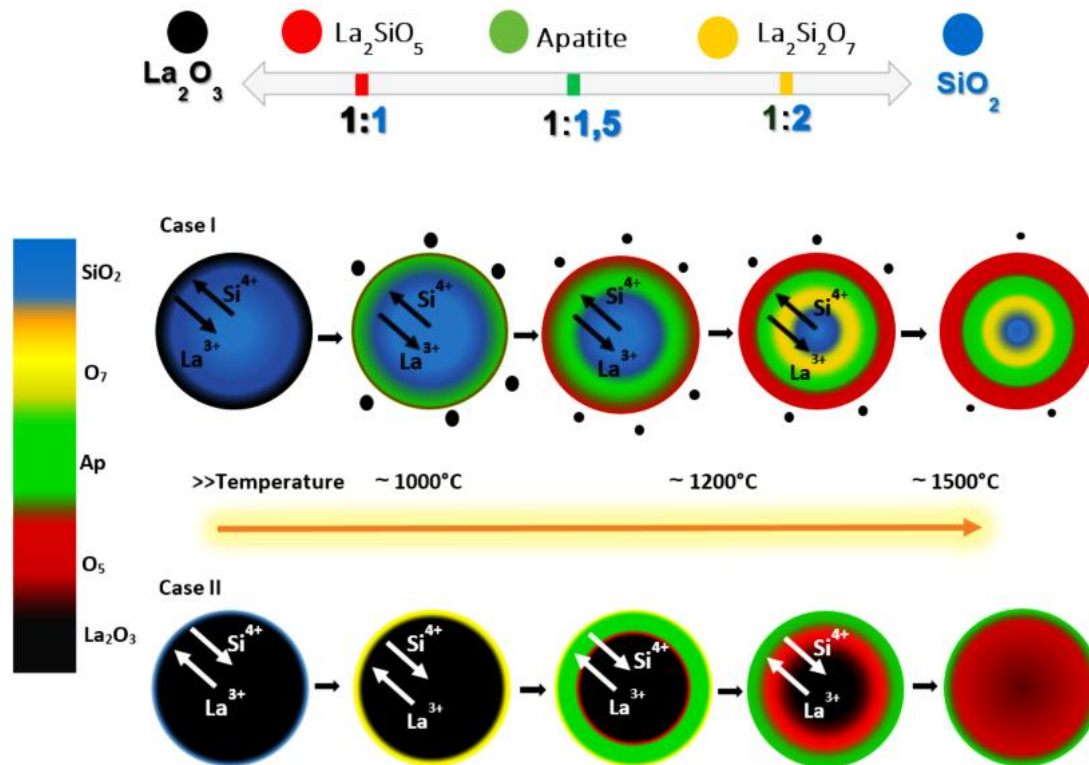 La₂SiO₅
Apatite
La₂Si₂O₇
La₂O₃
SiO₂
1:1
1:1,5
1:2
Case I
SiO₂
O₇
Ap
O₅
La₂O₃
Si⁴⁺
La³⁺
Si⁴⁺
La³⁺
Si⁴⁺
La³⁺
Si⁴⁺
La³⁺
>>Temperature ~ 1000°C ~ 1200°C ~ 1500°C
Case II
Si⁴⁺
La³⁺
Si⁴⁺
La³⁺
Si⁴⁺
La³⁺
Si⁴⁺
La³⁺